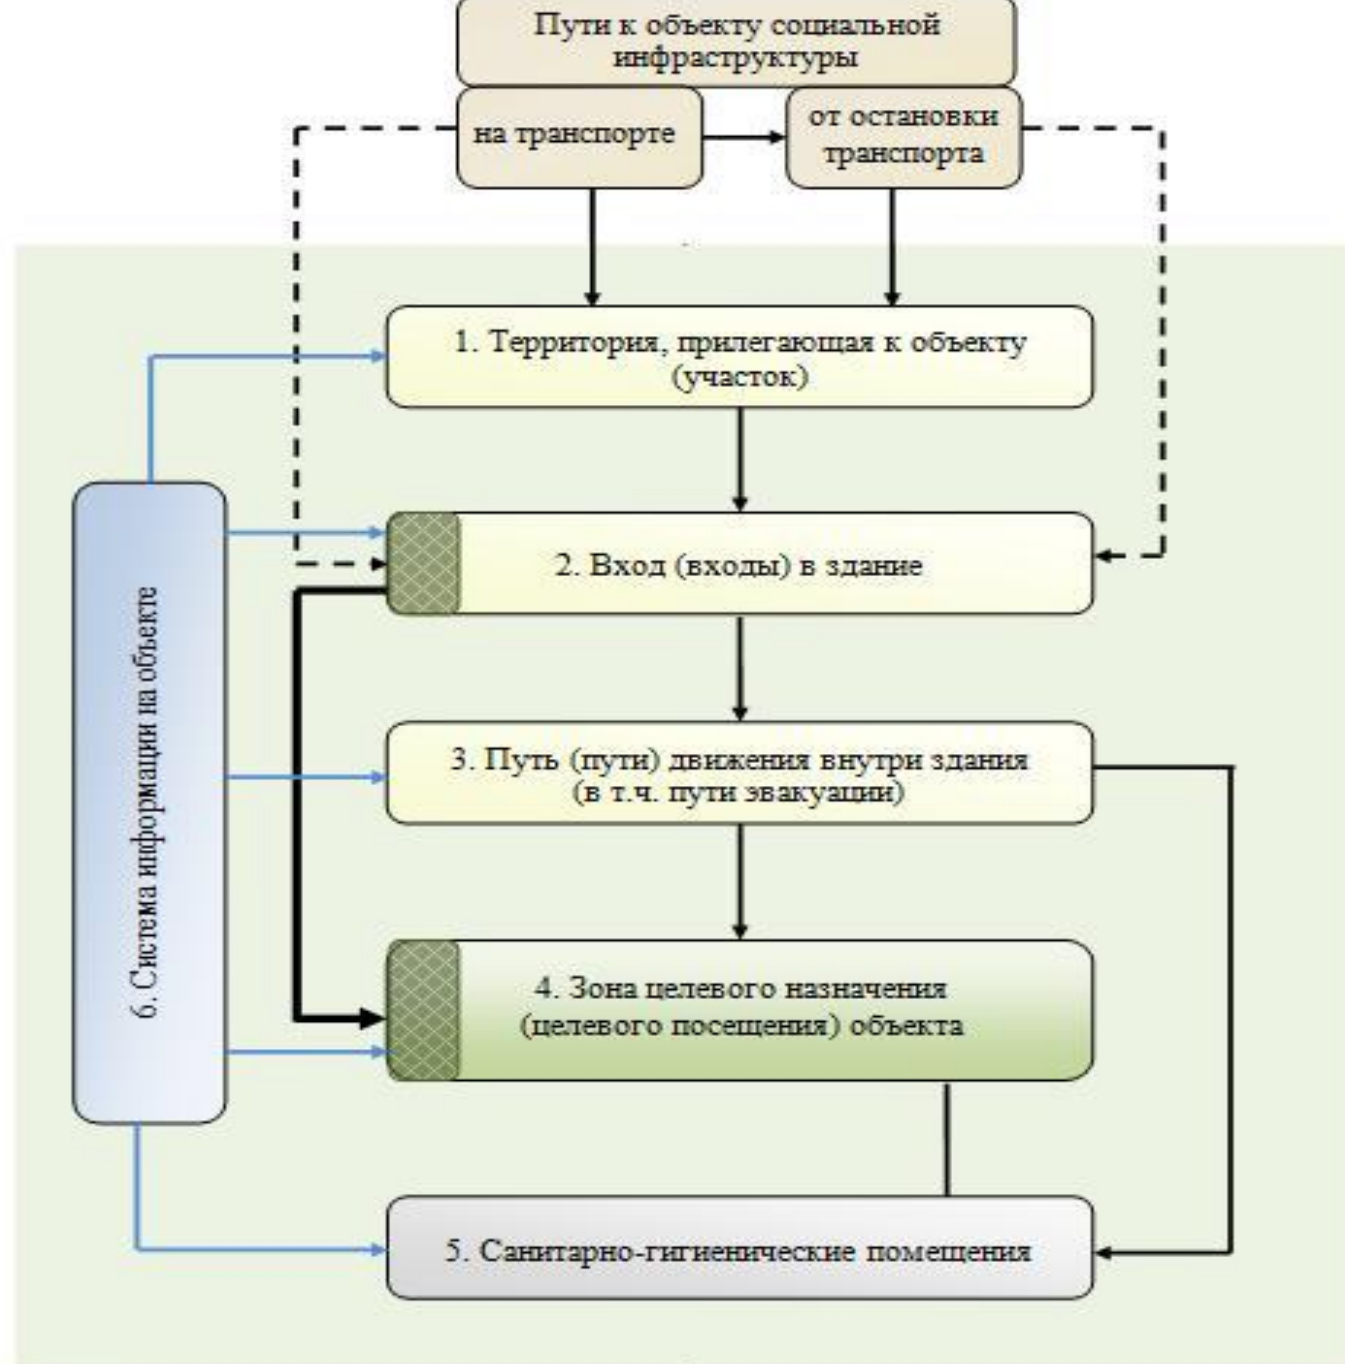 Пути к объекту социальной
инфраструктуры
на транспорте
от остановки
транспорта
1. Территория, прилегающая к объекту
(участок)
2. Вход (входы) в здание
3. Путь (пути) движения внутри здания
(в т.ч. пути эвакуации)
4. Зона целевого назначения
(целевого посещения) объекта
5. Санитарно-гигиенические помещения
6. Система информации на объекте